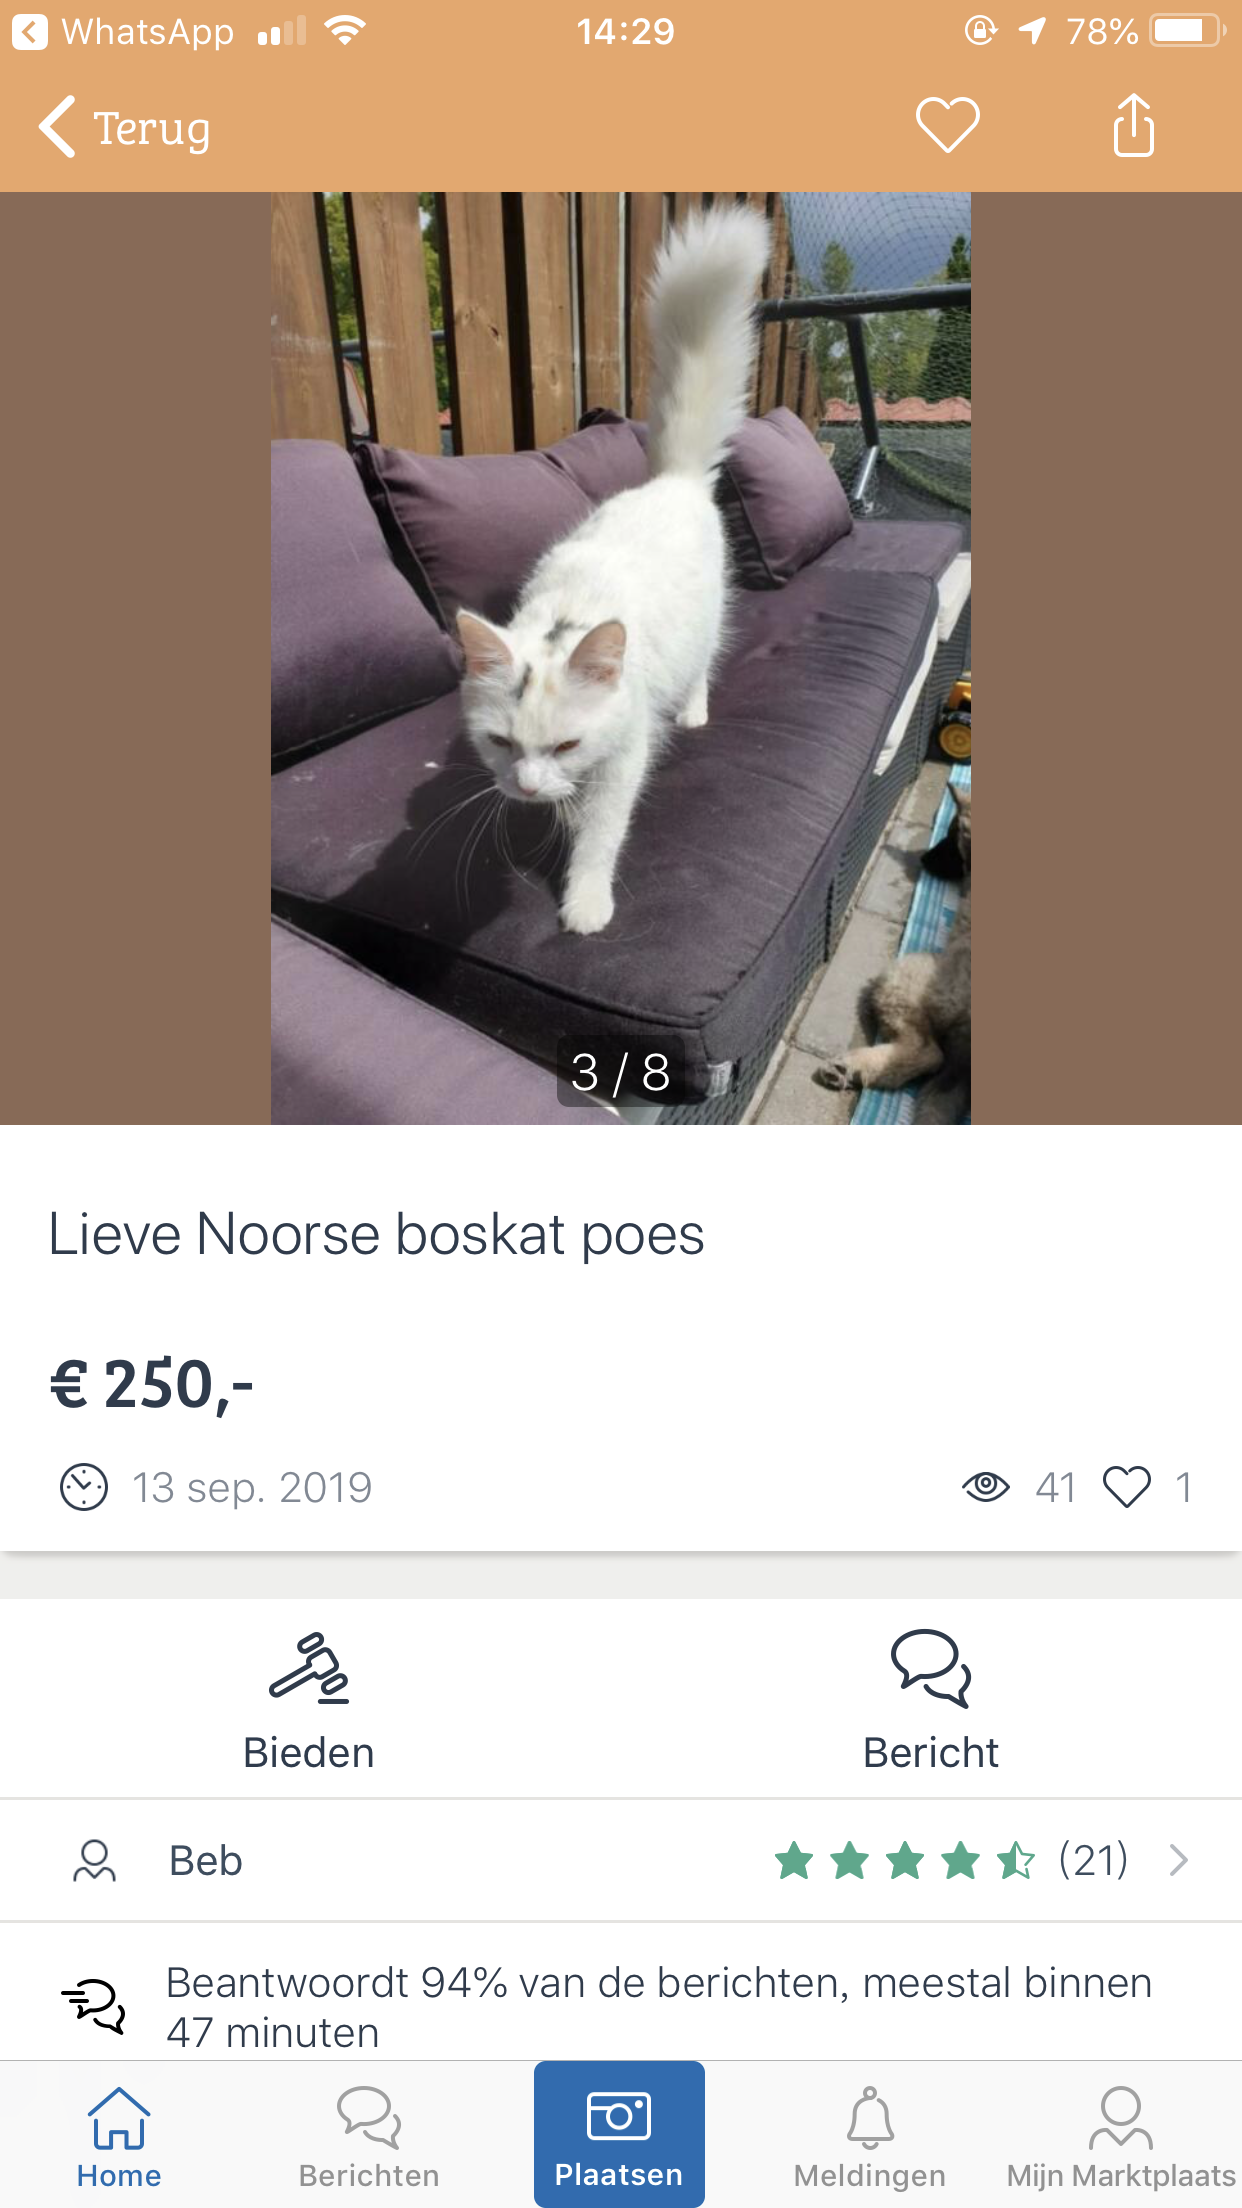 WhatsApp
14:29
78%
Terug
3 / 8
Lieve Noorse boskat poes
€ 250,-
13 sep. 2019
41
1
Bieden
Bericht
Beb
(21)
Beantwoordt 94% van de berichten, meestal binnen
47 minuten
Home
Berichten
Plaatsen
Meldingen
Mijn Marktplaats